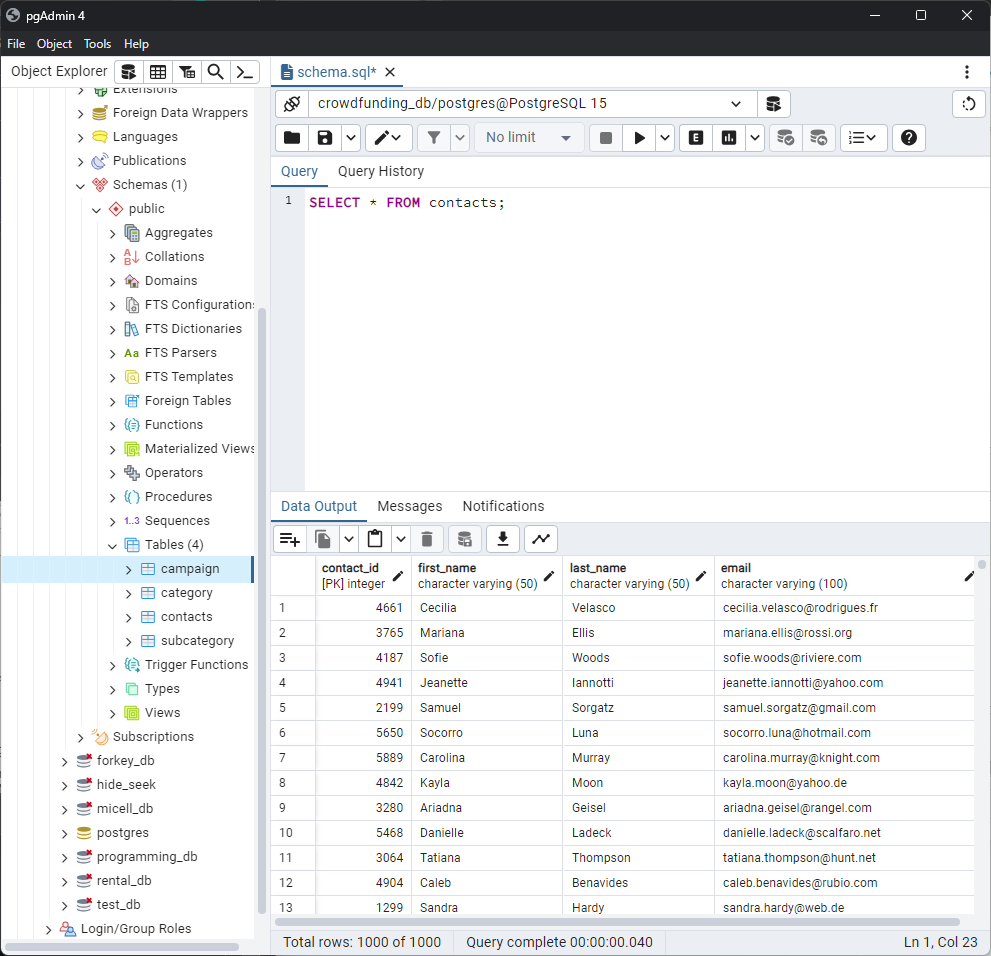 pgAdmin 4
File Object Tools Help
Object Explorer
schema.sql*
Extensions
Foreign Data Wrappers
Languages
Publications
Schemas (1)
public
Aggregates
Collations
Domains
FTS Configurations
FTS Dictionaries
Aa FTS Parsers
FTS Templates
Foreign Tables
Functions
Materialized Views
Operators
Procedures
1..3 Sequences
Tables (4)
campaign
category
contacts
subcategory
Trigger Functions
Types
Views
Subscriptions
forkey_db
hide_seek
micell_db
postgres
programming_db
rental_db
test_db
Login/Group Roles
crowdfunding_db/postgres@PostgreSQL 15
No limit
E
Query Query History
1 SELECT * FROM contacts;
Data Output Messages Notifications
contact_id first_name last_name email
[PK] integer character varying (50) character varying (50) character varying (100)
1 4661 Cecilia Velasco cecilia.velasco@rodrigues.fr
2 3765 Mariana Ellis mariana.ellis@rossi.org
3 4187 Sofie Woods sofie.woods@riviere.com
4 4941 Jeanette Iannotti jeanette.iannotti@yahoo.com
5 2199 Samuel Sorgatz samuel.sorgatz@gmail.com
6 5650 Socorro Luna socorro.luna@hotmail.com
7 5889 Carolina Murray carolina.murray@knight.com
8 4842 Kayla Moon kayla.moon@yahoo.de
9 3280 Ariadna Geisel ariadna.geisel@rangel.com
10 5468 Danielle Ladeck danielle.ladeck@scalfaro.net
11 3064 Tatiana Thompson tatiana.thompson@hunt.net
12 4904 Caleb Benavides caleb.benavides@rubio.com
13 1299 Sandra Hardy sandra.hardy@web.de
Total rows: 1000 of 1000 Query complete 00:00:00.040 Ln 1, Col 23